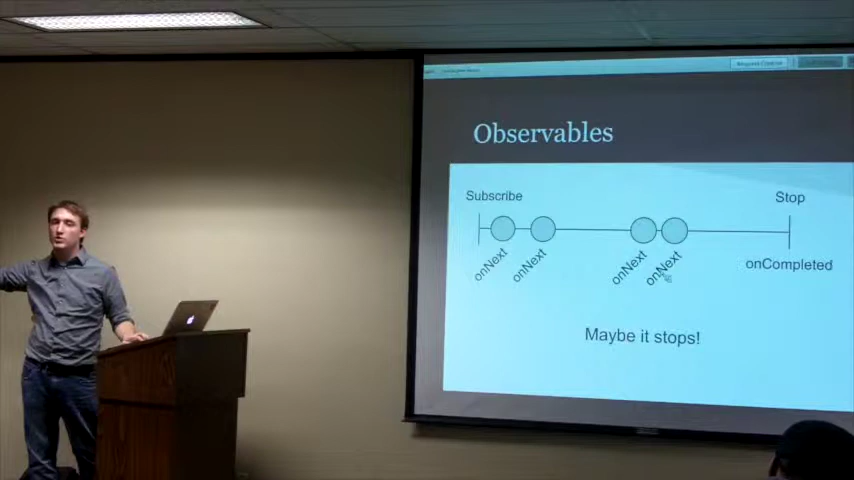 Observables
Subscribe
Stop
onNext
onNext
onNext
onNext
onCompleted
Maybe it stops!